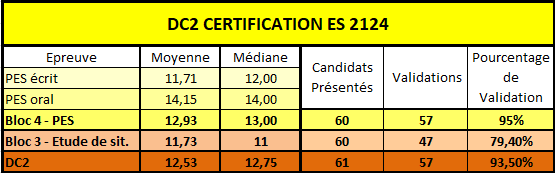 DC2 CERTIFICATION ES 2124
Epreuve Moyenne Médiane Candidats Présentés Validations Pourcentage de Validation
PES écrit 11,71 12,00
PES oral 14,15 14,00
Bloc 4 - PES 12,93 13,00 60 57 95%
Bloc 3 - Etude de sit. 11,73 11 60 47 79,40%
DC2 12,53 12,75 61 57 93,50%